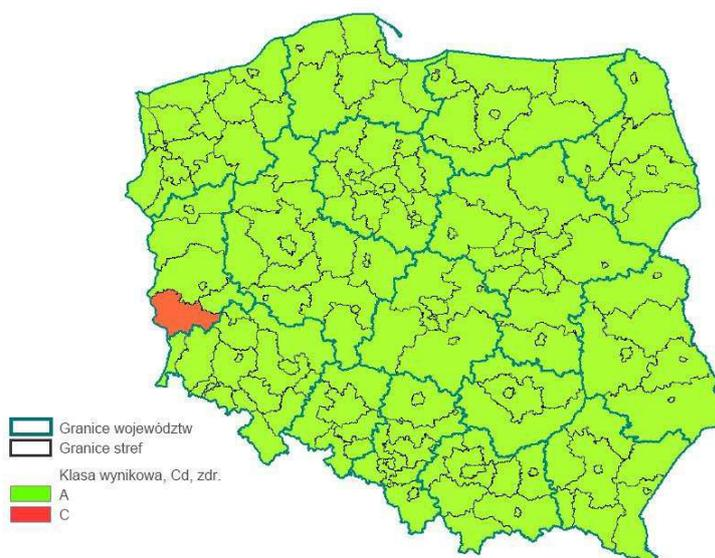 Granice województw
Granice stref
Klasa wynikowa, Cd, zdr.
A
C